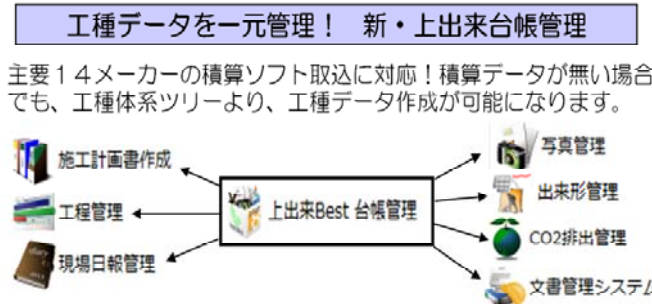 工種データを一元管理！　新・上出来台帳管理
主要１４メーカーの積算ソフト取込に対応！積算データが無い場合
でも、工種体系ツリーより、工種データ作成が可能になります。
施工計画書作成
工程管理
現場日報管理
上出来Best 台帳管理
写真管理
出来形管理
CO2排出管理
文書管理システム